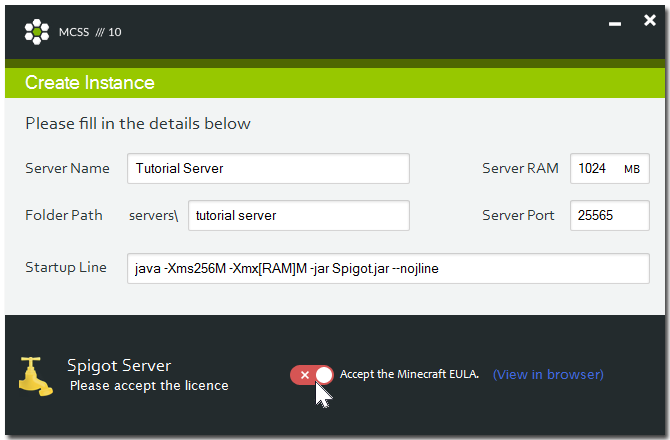 MCSS /// 10
Create Instance
Please fill in the details below
Server Name Tutorial Server Server RAM 1024 MB
Folder Path servers\ tutorial server Server Port 25565
Startup Line java -Xms256M -Xmx[RAM]M -jar Spigot.jar --nojline
Spigot Server
Please accept the licence
Accept the Minecraft EULA. (View in browser)